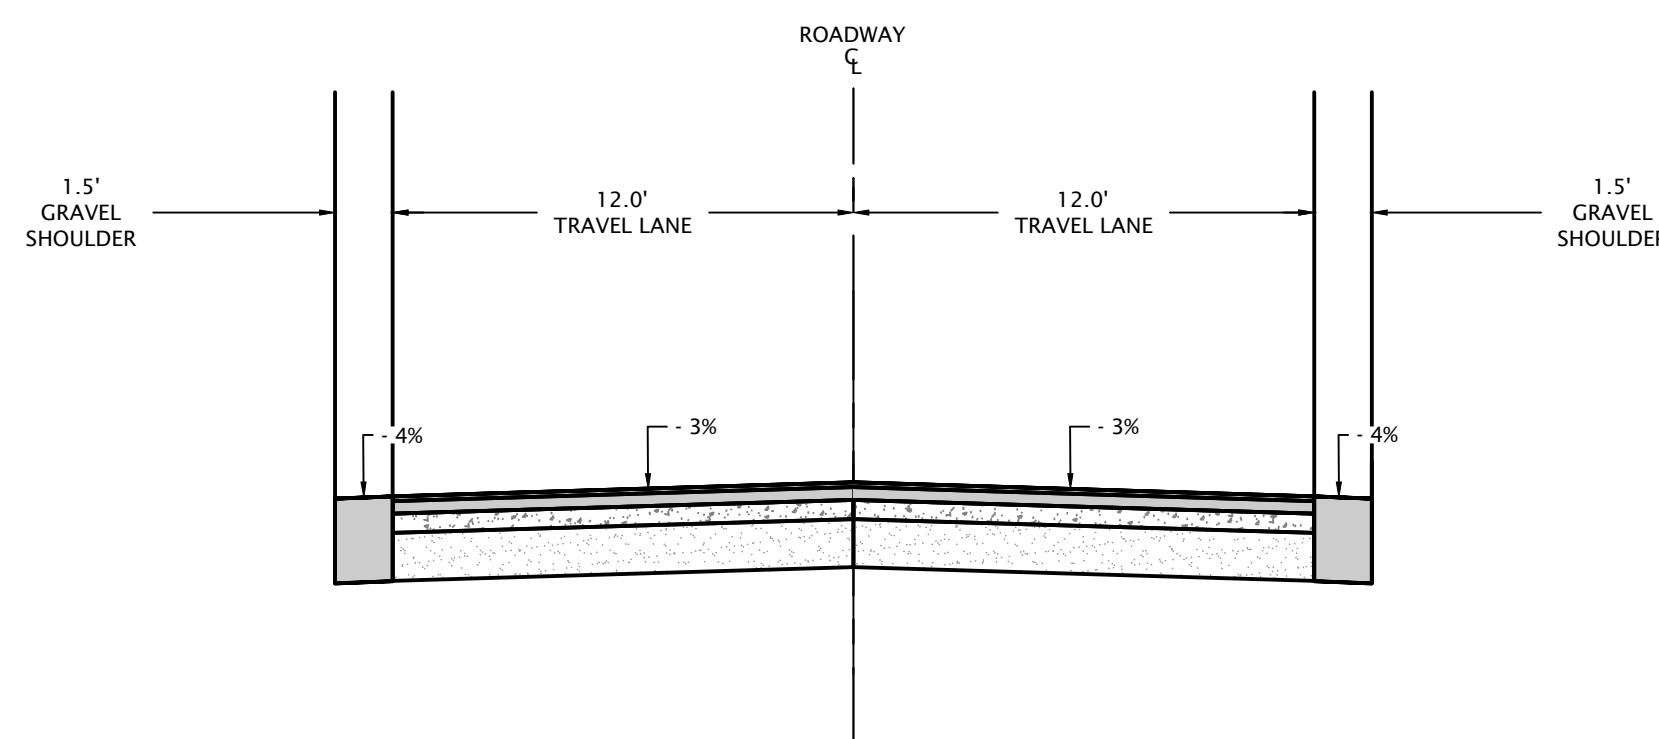 ROADWAY
℄
1.5'
GRAVEL
SHOULDER
12.0'
TRAVEL LANE
12.0'
TRAVEL LANE
1.5'
GRAVEL
SHOULDER
- 4%
- 3%
- 3%
- 4%